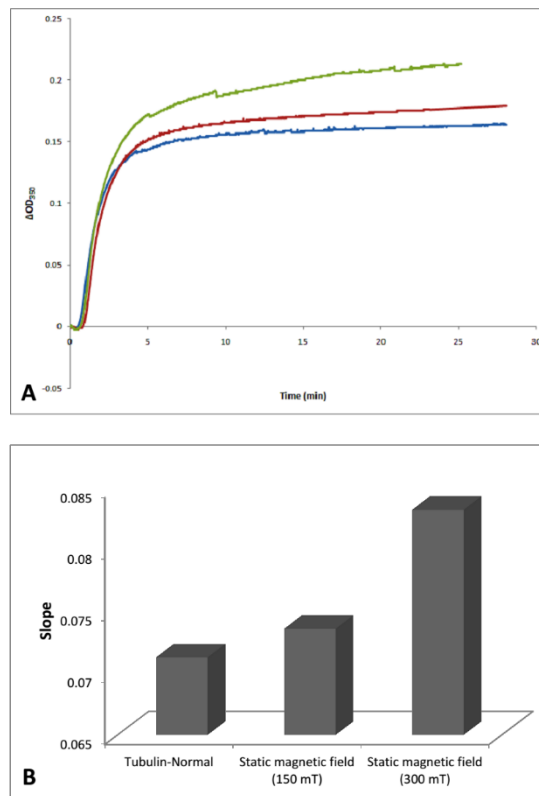 0.25
0.2
0.15
0.1
0.05
0
-0.05
ΔOD350
0 5 10 15 20 25 30
Time (min)
A
0.085
0.08
0.075
0.07
0.065
Slope
Tubulin-Normal Static magnetic field Static magnetic field
(150 mT) (300 mT)
B